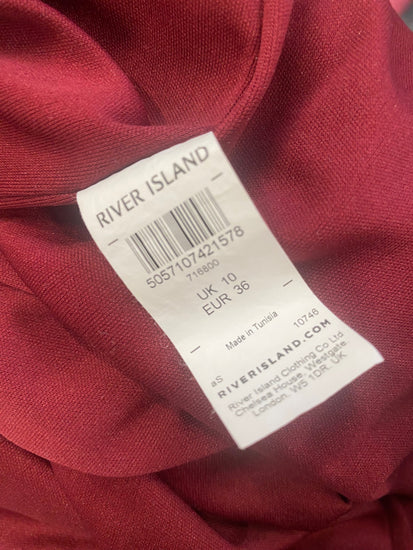 RIVER ISLAND
5057107421578
716800
UK 10
EUR 36
Made in Tunisia
10746
aS
RIVERISLAND.COM
River Island Clothing Co Ltd
Chelsea House, Westgate
London. W5 1DR. UK